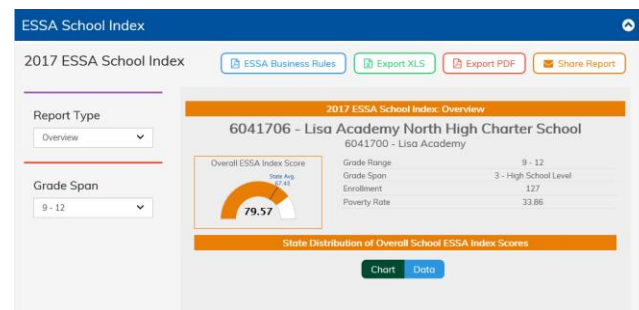 ESSA School Index
2017 ESSA School Index
ESSA Business Rules
Export XLS
Export PDF
Share Report
Report Type
Overview
Grade Span
9 - 12
2017 ESSA School Index: Overview
6041706 - Lisa Academy North High Charter School
6041700 - Lisa Academy
Overall ESSA Index Score
State Avg.
67.43
79.57
Grade Range 9 - 12
Grade Span 3 - High School Level
Enrollment 127
Poverty Rate 33.86
State Distribution of Overall School ESSA Index Scores
Chart Data